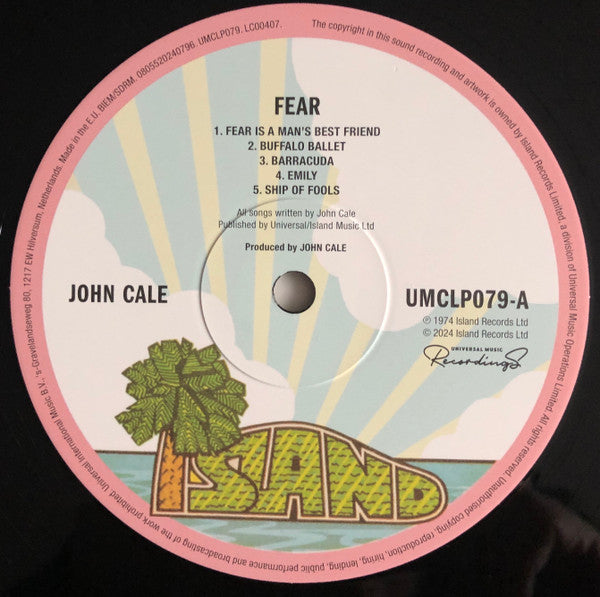 FEAR
1. FEAR IS A MAN'S BEST FRIEND
2. BUFFALO BALLET
3. BARRACUDA
4. EMILY
5. SHIP OF FOOLS
All songs written by John Cale
Published by Universal/Island Music Ltd
Produced by JOHN CALE
JOHN CALE
UMCLP079-A
℗ 1974 Island Records Ltd
© 2024 Island Records Ltd
UNIVERSAL MUSIC
Recordings
ISLAND
The copyright in this sound recording and artwork is owned by Island Records Limited, a division of Universal Music Operations Limited. All rights reserved. Unauthorised copying, reproduction, hiring, lending, public performance and broadcasting of the work prohibited. Universal International Music B.V., 's-Gravelandseweg 80, 1217 EW Hilversum, Netherlands. Made in the E.U. BIEM/SDRM. 0805520240796. UMCLP079. LC00407.